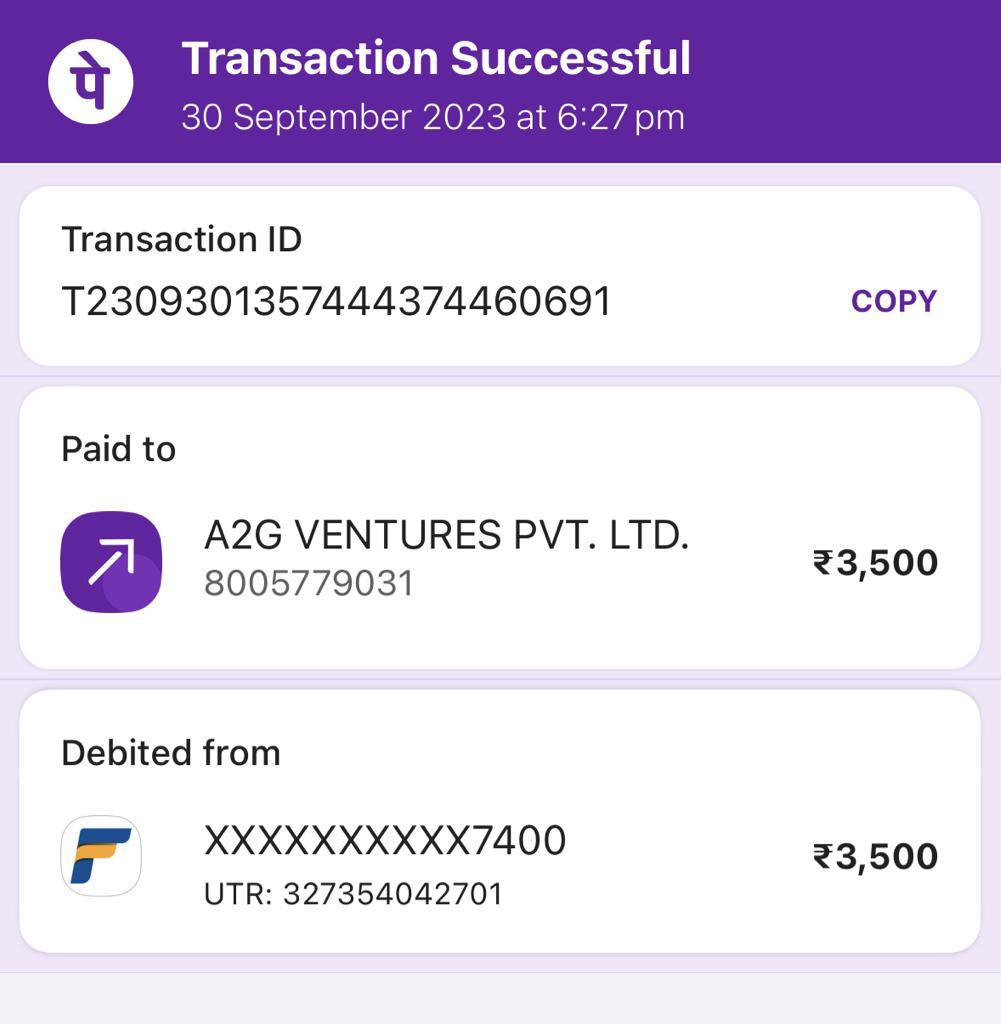 पे
Transaction Successful
30 September 2023 at 6:27 pm
Transaction ID
T2309301357444374460691
COPY
Paid to
A2G VENTURES PVT. LTD.
8005779031
₹3,500
Debited from
XXXXXXXXXX7400
₹3,500
UTR: 327354042701